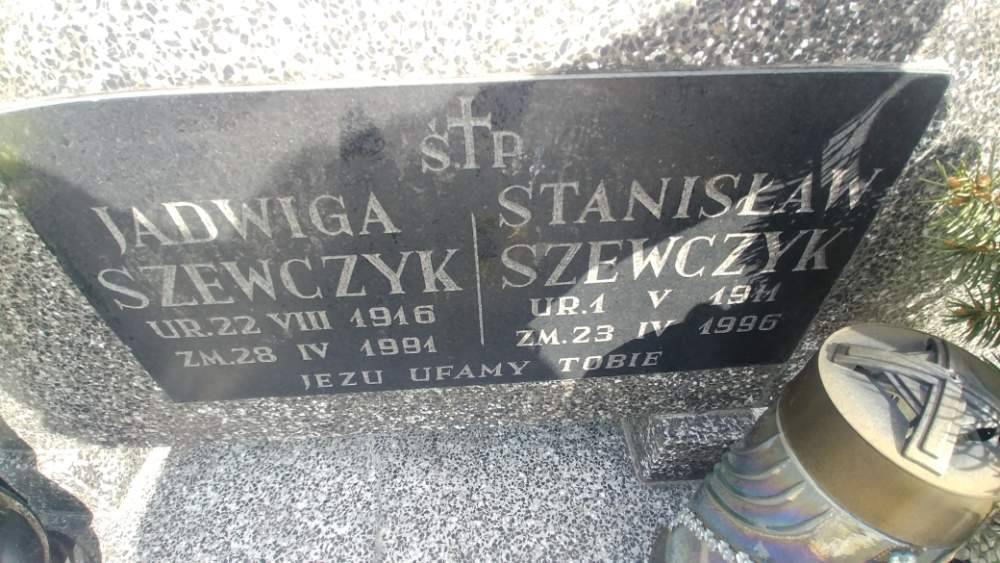 Ś†P.
JADWIGA
SZEWCZYK
UR.22 VIII 1916
ZM.28 IV 1991
STANISŁAW
SZEWCZYK
UR.1 V 1911
ZM.23 IV 1996
JEZU UFAMY TOBIE